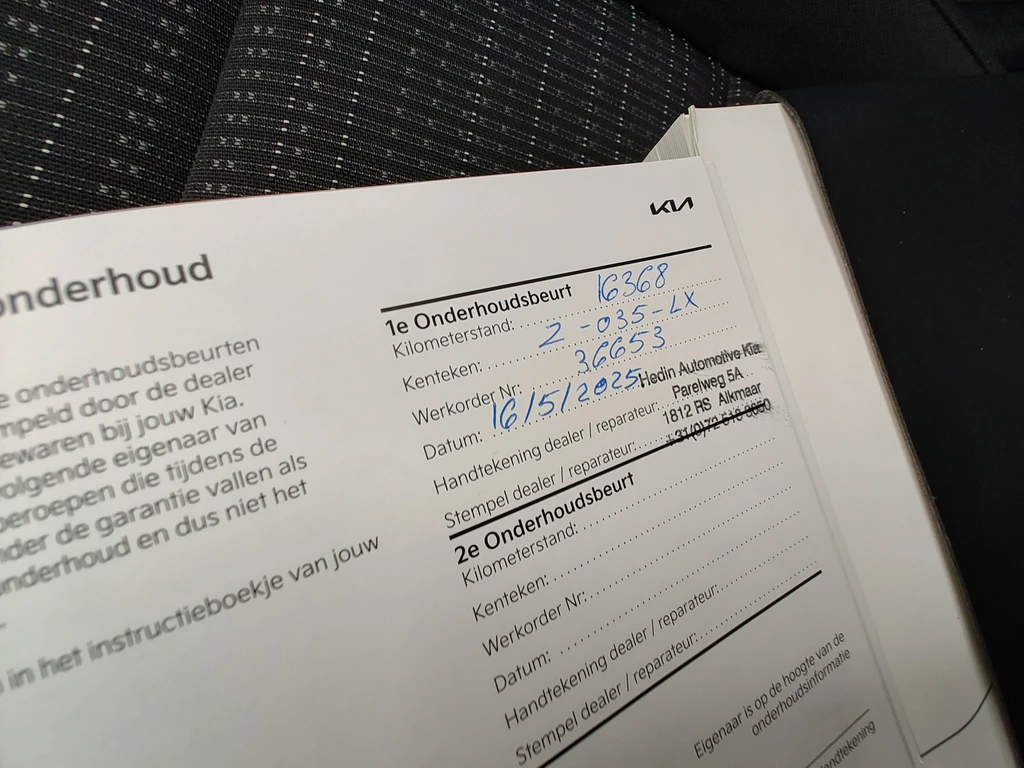 KIA
onderhoud
e onderhoudsbeurten
mpeld door de dealer
ewaren bij jouw Kia.
olgende eigenaar van
beroepen die tijdens de
nder de garantie vallen als
onderhoud en dus niet het
in het instructieboekje van jouw
1e Onderhoudsbeurt
Kilometerstand: 16368
Kenteken: Z-035-LX
Werkorder Nr: 36653
Datum: 16/5/2025
Handtekening dealer / reparateur:
Stempel dealer / reparateur:
Hedin Automotive Kia
Parelweg 5A
1812 RS Alkmaar
2e Onderhoudsbeurt
Kilometerstand:
Kenteken:
Werkorder Nr:
Datum:
Handtekening dealer / reparateur:
Stempel dealer / reparateur:
Eigenaar is op de hoogte van de
onderhoudsinformatie
Handtekening